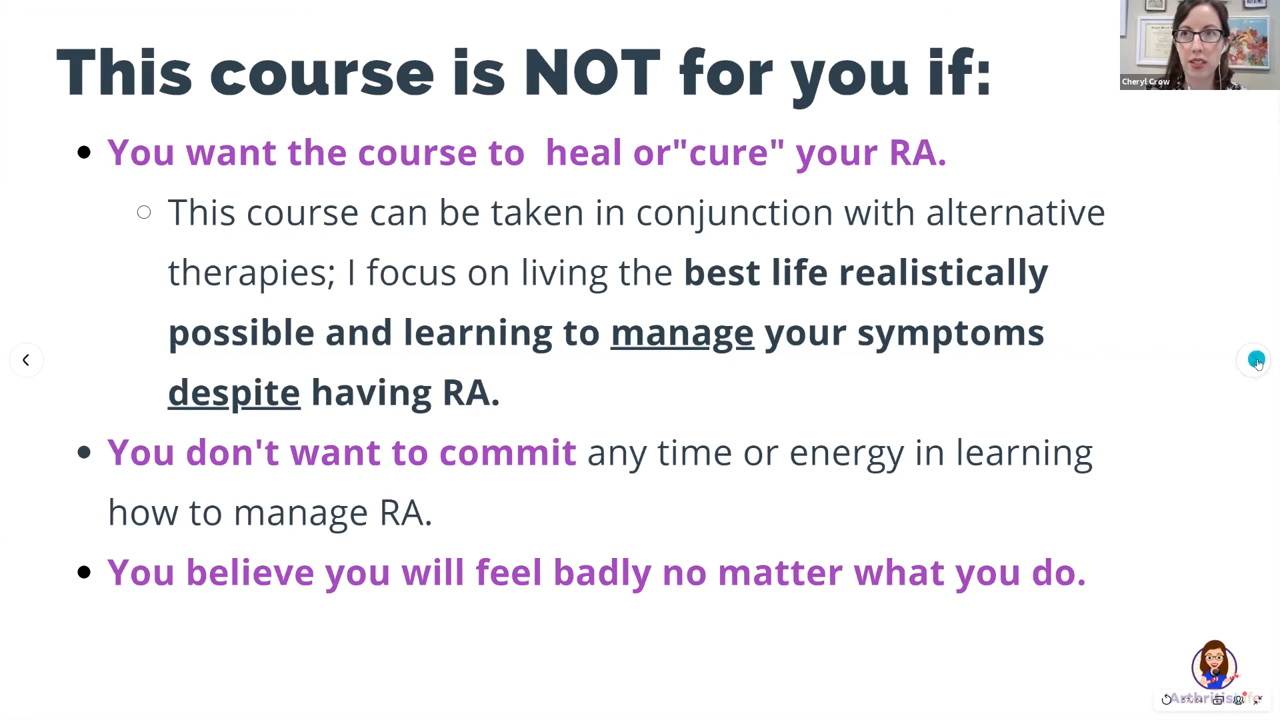 This course is NOT for you if:
Cheryl Crow
You want the course to  heal or"cure" your RA.
This course can be taken in conjunction with alternative
therapies; I focus on living the best life realistically
possible and learning to manage your symptoms
despite having RA.
You don't want to commit any time or energy in learning
how to manage RA.
You believe you will feel badly no matter what you do.